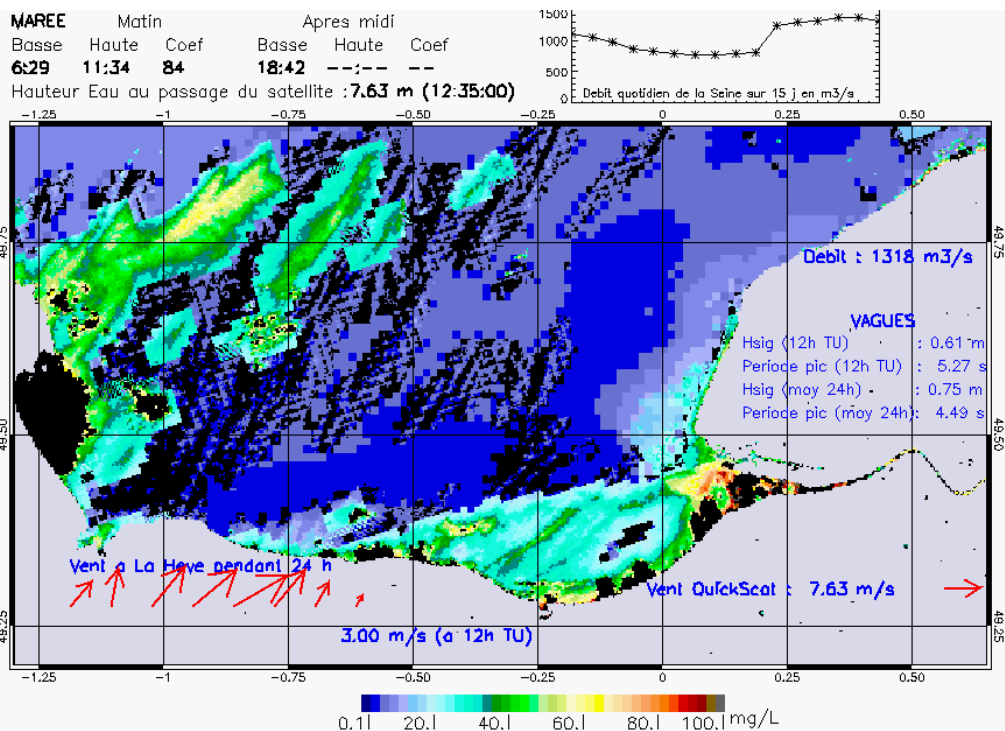 MAREE Matin Apres midi
Basse Haute Coef Basse Haute Coef
6:29 11:34 84 18:42 --:-- --
Hauteur Eau au passage du satellite : 7.63 m (12:35:00)
1500
1000
500
0
Debit quotidien de la Seine sur 15 j en m3/s
-1.25 -1 -0.75 -0.50 -0.25 0 0.25 0.50
49.75 49.75
Debit : 1318 m3/s
VAGUES
Hsig (12h TU) : 0.61 m
Periode pic (12h TU) : 5.27 s
Hsig (moy 24h) - : 0.75 m
Periode pic (moy 24h): 4.49 s
49.50 49.50
Vent a La Heve pendant 24 h
Vent QuickScat : 7.63 m/s
49.25 49.25
3.00 m/s (a 12h TU)
-1.25 -1 -0.75 -0.50 -0.25 0 0.25 0.50
0.1 20.1 40.1 60.1 80.1 100.1 mg/L